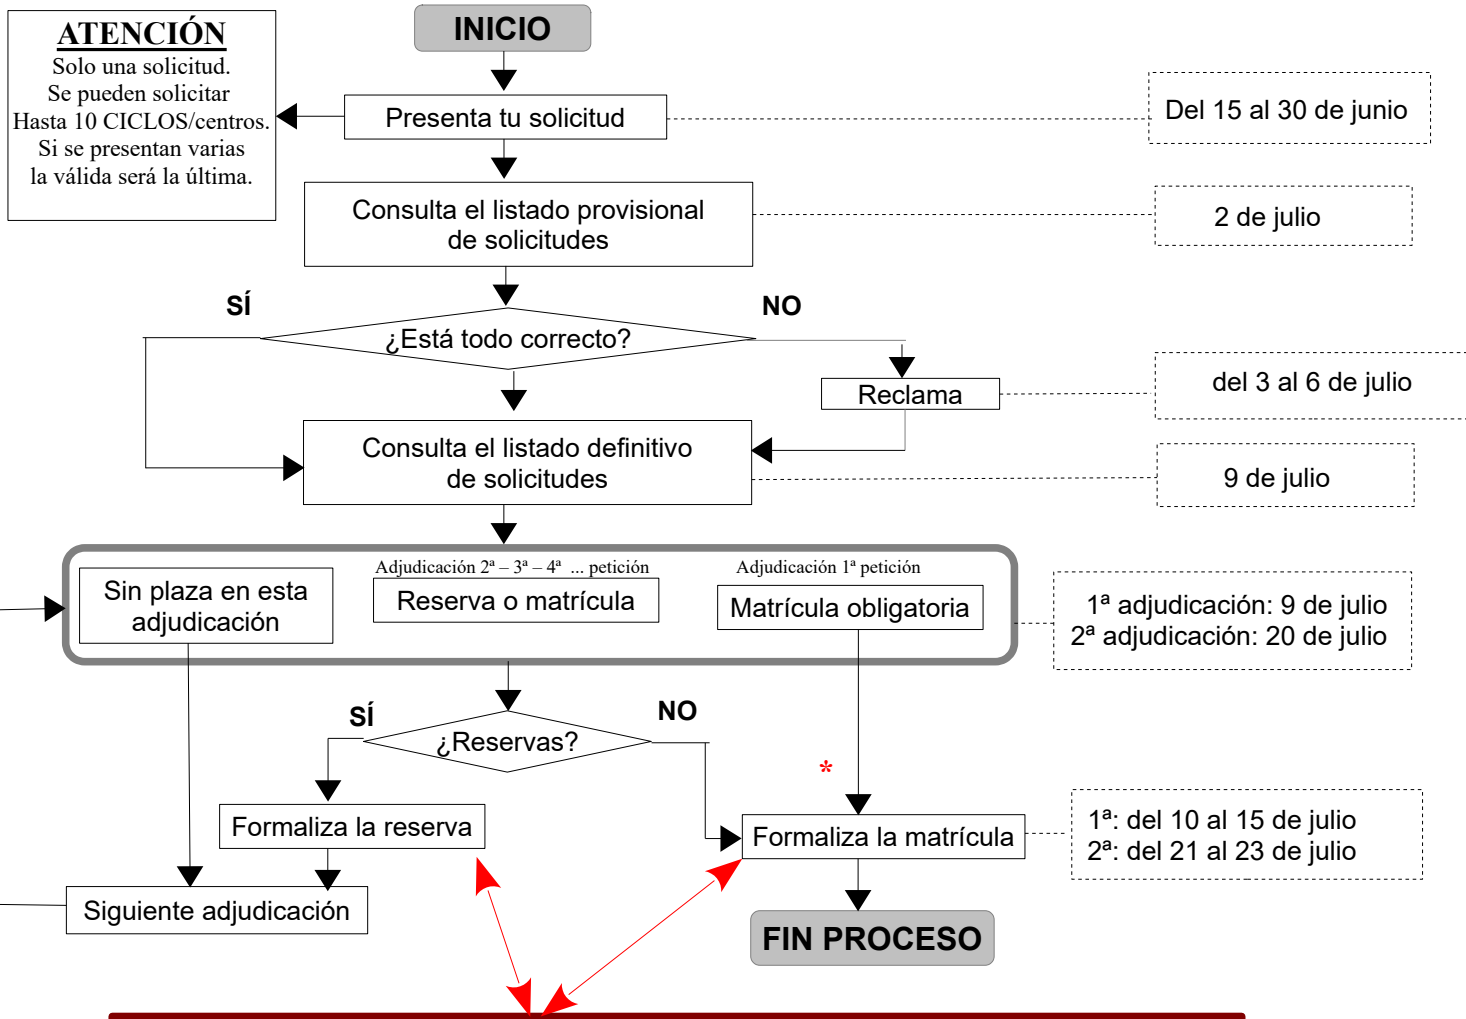 INICIO
ATENCIÓN
Solo una solicitud.
Se pueden solicitar
Hasta 10 CICLOS/centros.
Si se presentan varias
la válida será la última.
Presenta tu solicitud
Del 15 al 30 de junio
Consulta el listado provisional
de solicitudes
2 de julio
SÍ
NO
¿Está todo correcto?
Reclama
del 3 al 6 de julio
Consulta el listado definitivo
de solicitudes
9 de julio
Sin plaza en esta
adjudicación
Adjudicación 2ª – 3ª – 4ª ... petición
Reserva o matrícula
Adjudicación 1ª petición
Matrícula obligatoria
1ª adjudicación: 9 de julio
2ª adjudicación: 20 de julio
SÍ
NO
¿Reservas?
*
Formaliza la reserva
Formaliza la matrícula
1ª: del 10 al 15 de julio
2ª: del 21 al 23 de julio
Siguiente adjudicación
FIN PROCESO